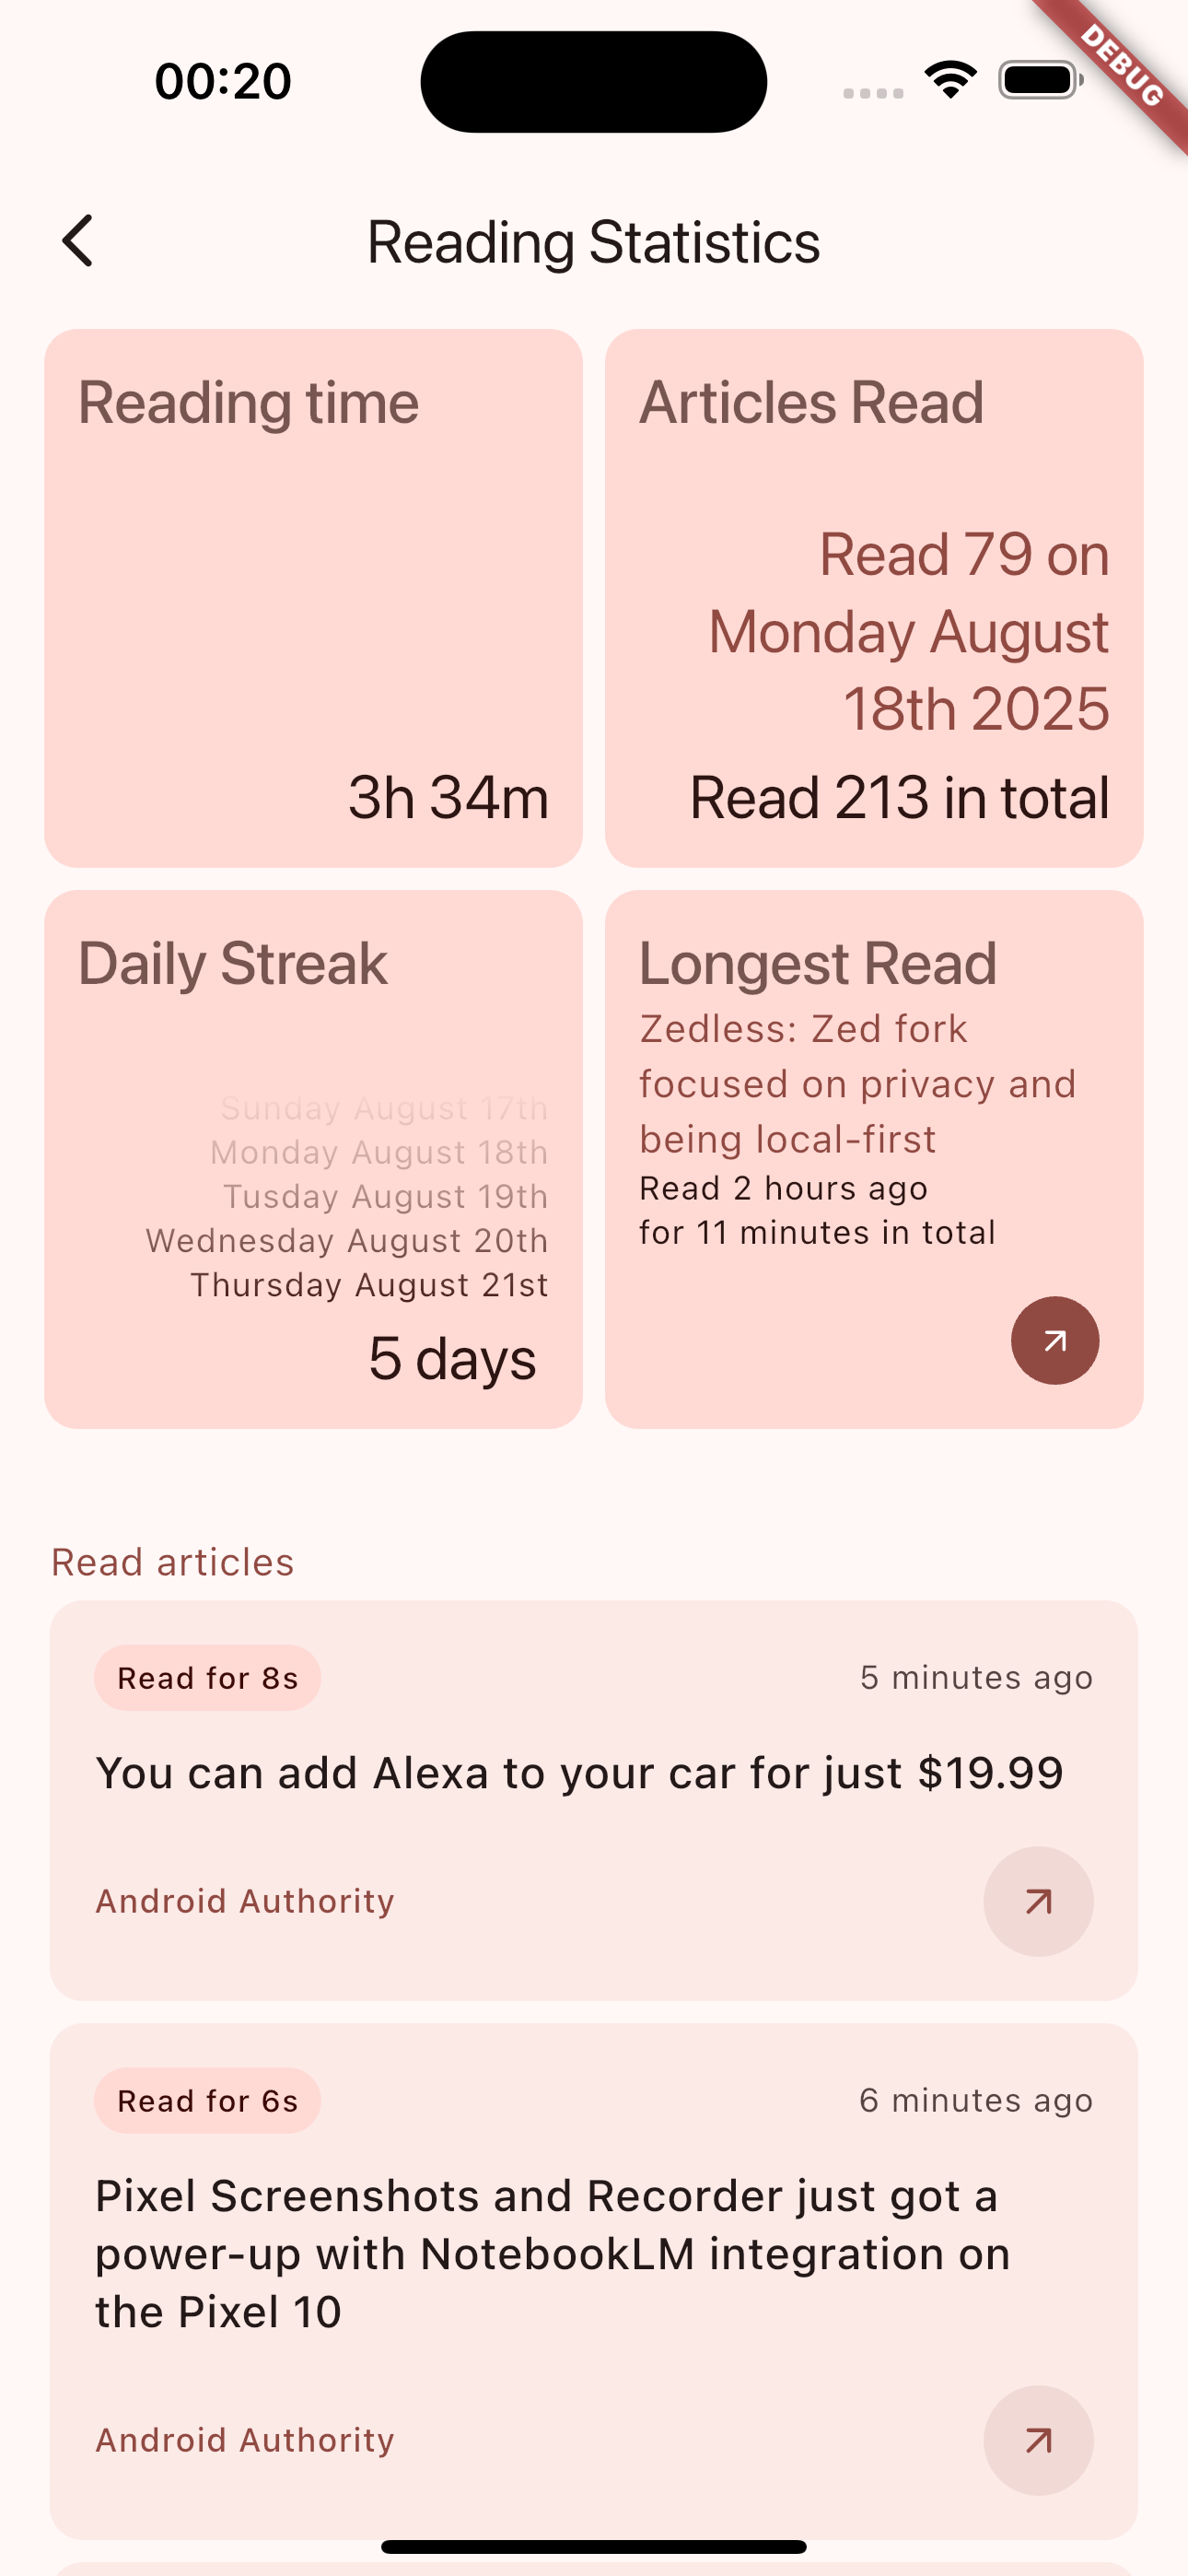 00:20
DEBUG
Reading Statistics
Reading time
3h 34m
Articles Read
Read 79 on
Monday August
18th 2025
Read 213 in total
Daily Streak
Sunday August 17th
Monday August 18th
Tusday August 19th
Wednesday August 20th
Thursday August 21st
5 days
Longest Read
Zedless: Zed fork
focused on privacy and
being local-first
Read 2 hours ago
for 11 minutes in total
Read articles
Read for 8s
5 minutes ago
You can add Alexa to your car for just $19.99
Android Authority
Read for 6s
6 minutes ago
Pixel Screenshots and Recorder just got a
power-up with NotebookLM integration on
the Pixel 10
Android Authority